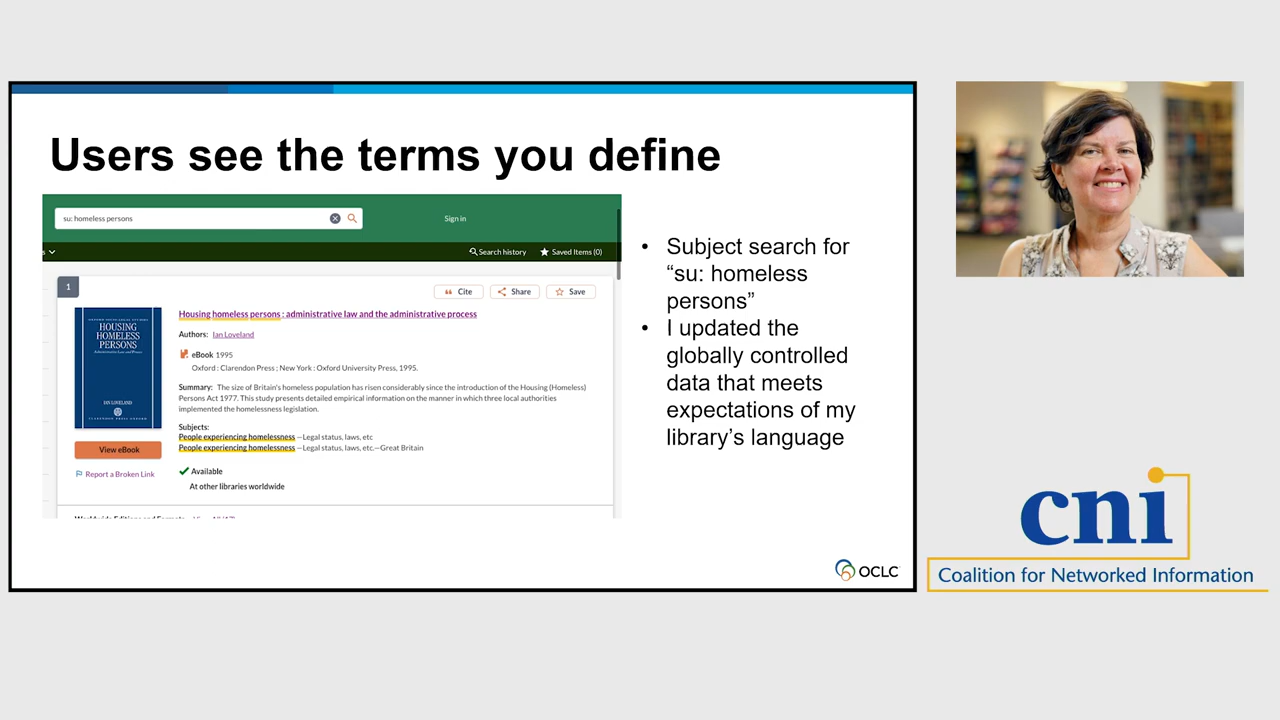 Users see the terms you define
su: homeless persons
Sign in
s
Search history
Saved Items (0)
1
Cite
Share
Save
HOUSING
HOMELESS
PERSONS
Administrative Law and Process
IAN LOVELAND
CLARENDON PRESS OXFORD
View eBook
Report a Broken Link
Housing homeless persons : administrative law and the administrative process
Authors: Ian Loveland
eBook 1995
Oxford : Clarendon Press ; New York : Oxford University Press, 1995.
Summary: The size of Britain's homeless population has risen considerably since the introduction of the Housing (Homeless)
Persons Act 1977. This study presents detailed empirical information on the manner in which three local authorities
implemented the homelessness legislation.
Subjects:
People experiencing homelessness —Legal status, laws, etc
People experiencing homelessness —Legal status, laws, etc.—Great Britain
Available
At other libraries worldwide
• Subject search for
“su: homeless
persons”
• I updated the
globally controlled
data that meets
expectations of my
library’s language
OCLC
cni
Coalition for Networked Information